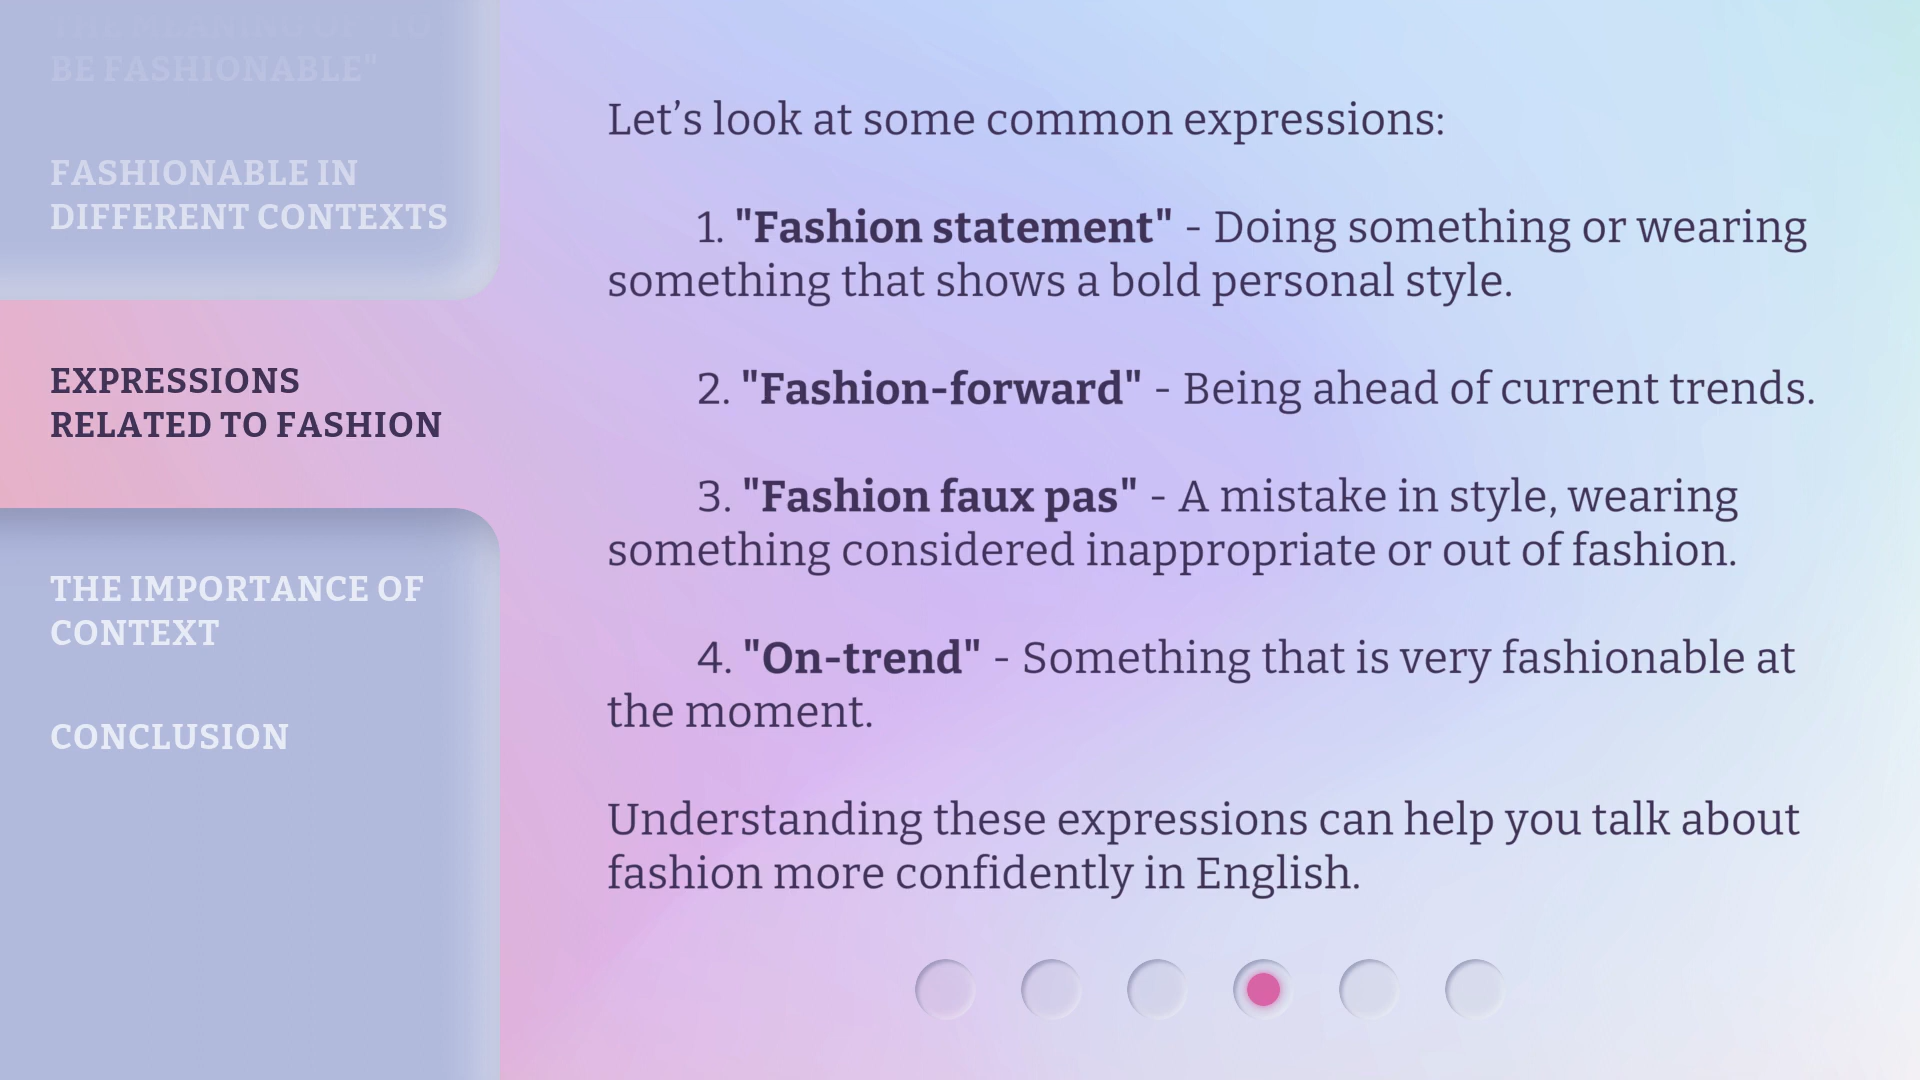 THE MEANING OF "TO
BE FASHIONABLE"
FASHIONABLE IN
DIFFERENT CONTEXTS
EXPRESSIONS
RELATED TO FASHION
THE IMPORTANCE OF
CONTEXT
CONCLUSION
Let’s look at some common expressions:
1. "Fashion statement" - Doing something or wearing
something that shows a bold personal style.
2. "Fashion-forward" - Being ahead of current trends.
3. "Fashion faux pas" - A mistake in style, wearing
something considered inappropriate or out of fashion.
4. "On-trend" - Something that is very fashionable at
the moment.
Understanding these expressions can help you talk about
fashion more confidently in English.